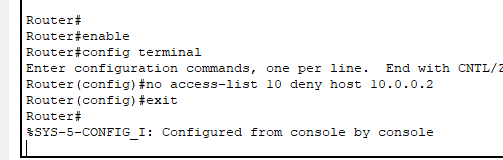 Router#
Router#enable
Router#config terminal
Enter configuration commands, one per line.  End with CNTL/Z
Router(config)#no access-list 10 deny host 10.0.0.2
Router(config)#exit
Router#
%SYS-5-CONFIG_I: Configured from console by console